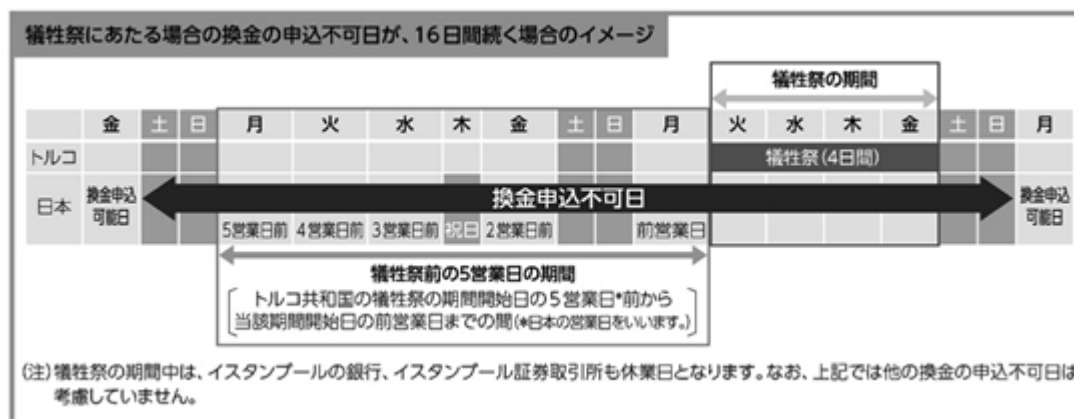 犠牲祭にあたる場合の換金の申込不可日が、16日間続く場合のイメージ
犠牲祭の期間
金 土 日 月 火 水 木 金 土 日 月 火 水 木 金 土 日 月
トルコ 犠牲祭(4日間)
日本 換金申込可能日 換金申込不可日 換金申込可能日
5営業日前 4営業日前 3営業日前 祝日 2営業日前 前営業日
犠牲祭前の5営業日の期間
トルコ共和国の犠牲祭の期間開始日の5営業日*前から
当該期間開始日の前営業日までの間(*日本の営業日をいいます。)
(注)犠牲祭の期間中は、イスタンブールの銀行、イスタンブール証券取引所も休業日となります。なお、上記では他の換金の申込不可日は
考慮していません。